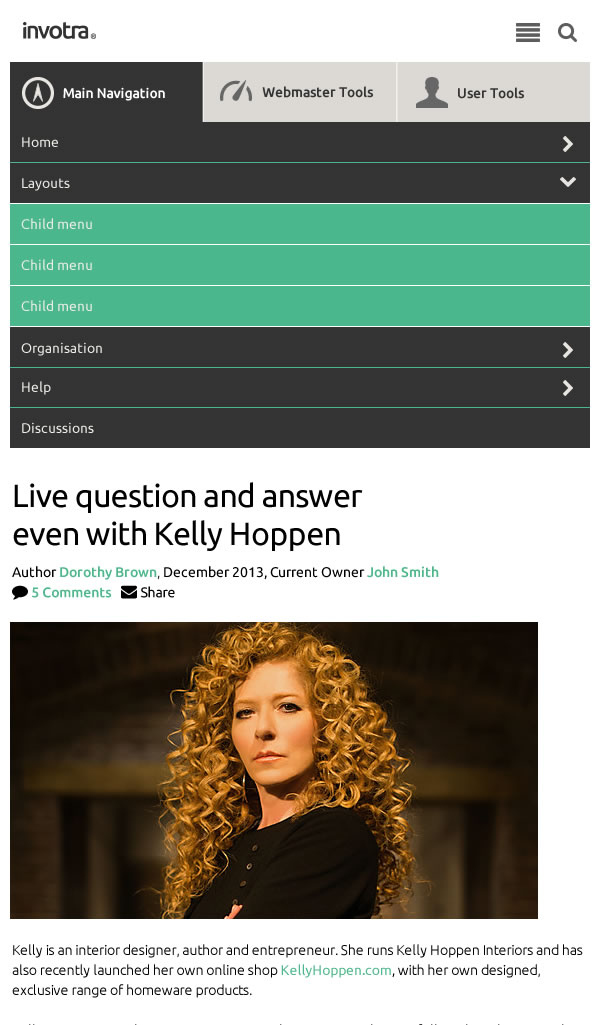 invotra ®
Main Navigation
Webmaster Tools
User Tools
Home
Layouts
Child menu
Child menu
Child menu
Organisation
Help
Discussions
Live question and answer
even with Kelly Hoppen
Author Dorothy Brown, December 2013, Current Owner John Smith
5 Comments Share
Kelly is an interior designer, author and entrepreneur. She runs Kelly Hoppen Interiors and has
also recently launched her own online shop KellyHoppen.com, with her own designed,
exclusive range of homeware products.